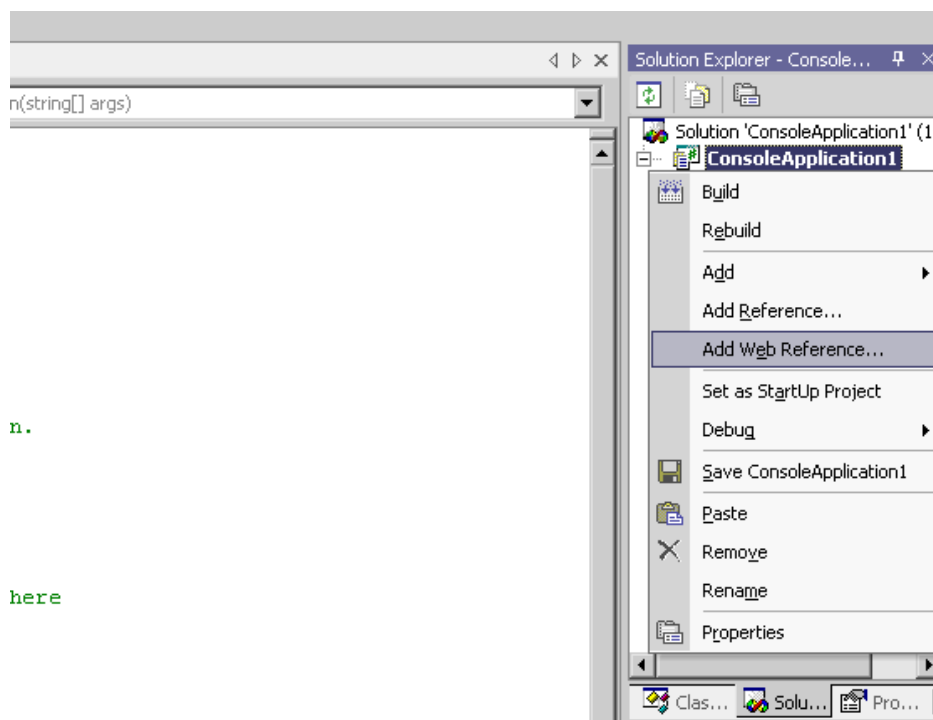 Solution Explorer - Console...
n(string[] args)
Solution 'ConsoleApplication1' (1
ConsoleApplication1
Build
Rebuild
Add
Add Reference...
Add Web Reference...
Set as StartUp Project
n.
Debug
Save ConsoleApplication1
Paste
Remove
here
Rename
Properties
Clas... Solu... Pro...